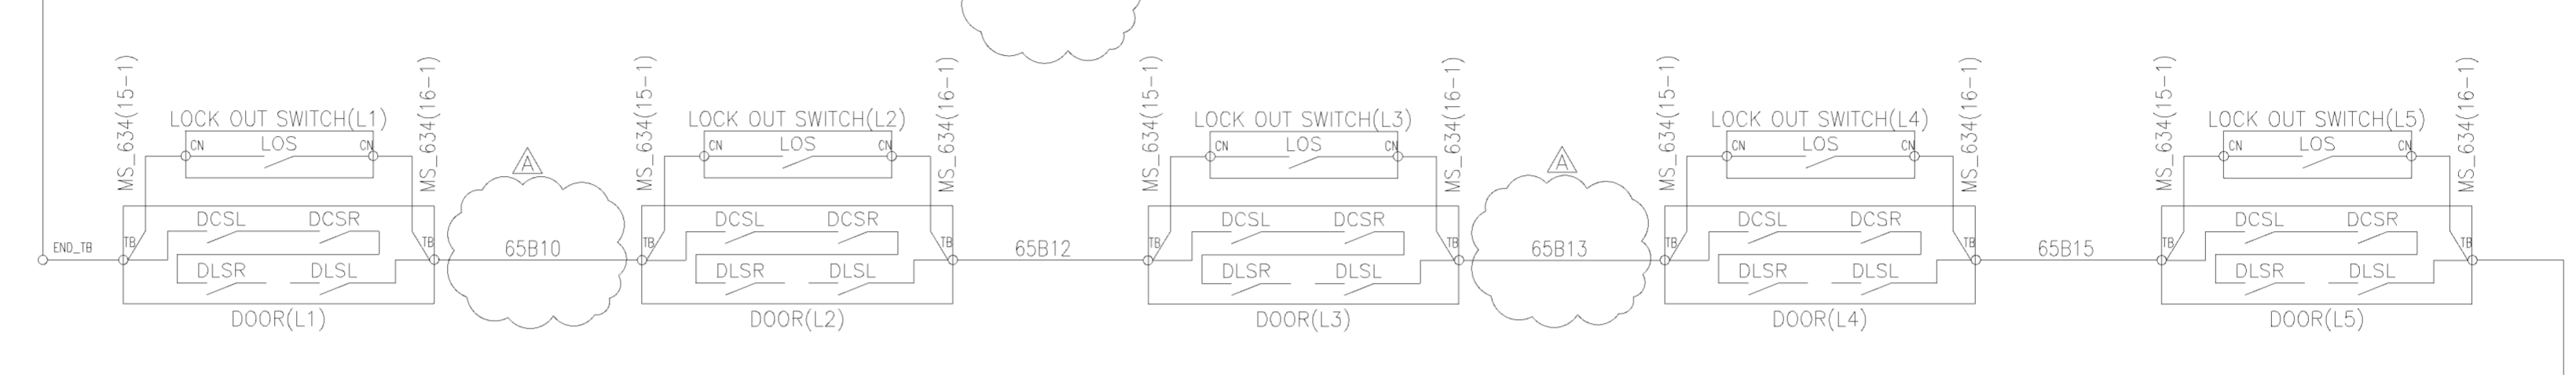 MS_634(15-1)
LOCK OUT SWITCH(L1)
CN
LOS
CN
MS_634(16-1)
END_TB
TB
DCSL
DCSR
DLSR
DLSL
TB
DOOR(L1)
A
65B10
MS_634(15-1)
LOCK OUT SWITCH(L2)
CN
LOS
CN
MS_634(16-1)
TB
DCSL
DCSR
DLSR
DLSL
TB
DOOR(L2)
65B12
MS_634(15-1)
LOCK OUT SWITCH(L3)
CN
LOS
CN
MS_634(16-1)
TB
DCSL
DCSR
DLSR
DLSL
TB
DOOR(L3)
A
65B13
MS_634(15-1)
LOCK OUT SWITCH(L4)
CN
LOS
CN
MS_634(16-1)
TB
DCSL
DCSR
DLSR
DLSL
TB
DOOR(L4)
65B15
MS_634(15-1)
LOCK OUT SWITCH(L5)
CN
LOS
CN
MS_634(16-1)
TB
DCSL
DCSR
DLSR
DLSL
TB
DOOR(L5)